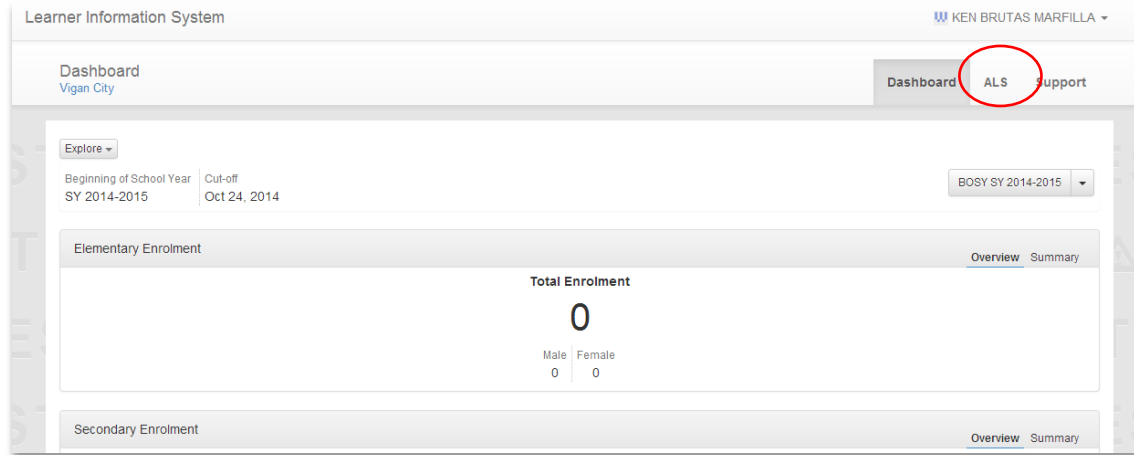 Learner Information System
KEN BRUTAS MARFILLA
Dashboard
Vigan City
Dashboard ALS Support
Explore
Beginning of School Year Cut-off
SY 2014-2015 Oct 24, 2014
BOSY SY 2014-2015
Elementary Enrolment
Overview Summary
Total Enrolment
0
Male Female
0 0
Secondary Enrolment
Overview Summary